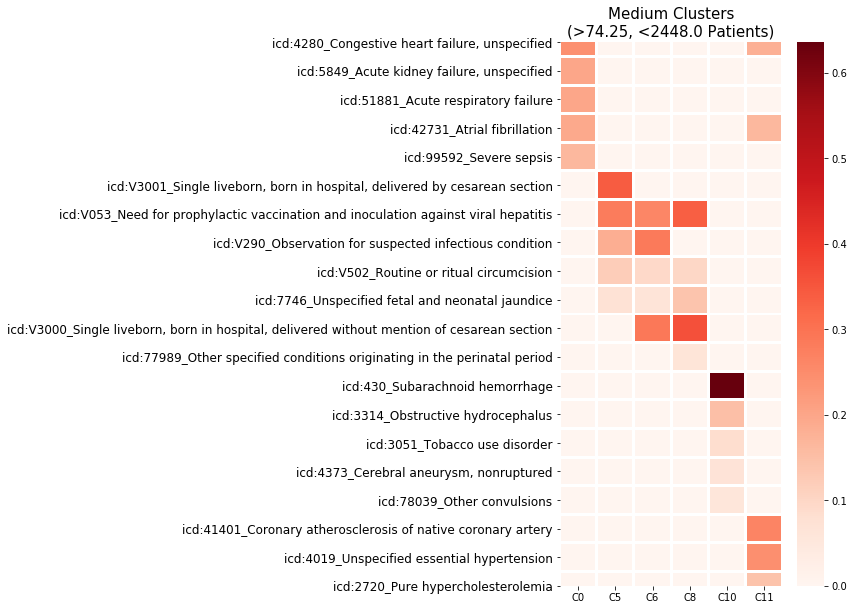 Medium Clusters
(>74.25, <2448.0 Patients)
icd:4280_Congestive heart failure, unspecified
icd:5849_Acute kidney failure, unspecified
icd:51881_Acute respiratory failure
icd:42731_Atrial fibrillation
icd:99592_Severe sepsis
icd:V3001_Single liveborn, born in hospital, delivered by cesarean section
icd:V053_Need for prophylactic vaccination and inoculation against viral hepatitis
icd:V290_Observation for suspected infectious condition
icd:V502_Routine or ritual circumcision
icd:7746_Unspecified fetal and neonatal jaundice
icd:V3000_Single liveborn, born in hospital, delivered without mention of cesarean section
icd:77989_Other specified conditions originating in the perinatal period
icd:430_Subarachnoid hemorrhage
icd:3314_Obstructive hydrocephalus
icd:3051_Tobacco use disorder
icd:4373_Cerebral aneurysm, nonruptured
icd:78039_Other convulsions
icd:41401_Coronary atherosclerosis of native coronary artery
icd:4019_Unspecified essential hypertension
icd:2720_Pure hypercholesterolemia
C0 C5 C6 C8 C10 C11
0.6
0.5
0.4
0.3
0.2
0.1
0.0